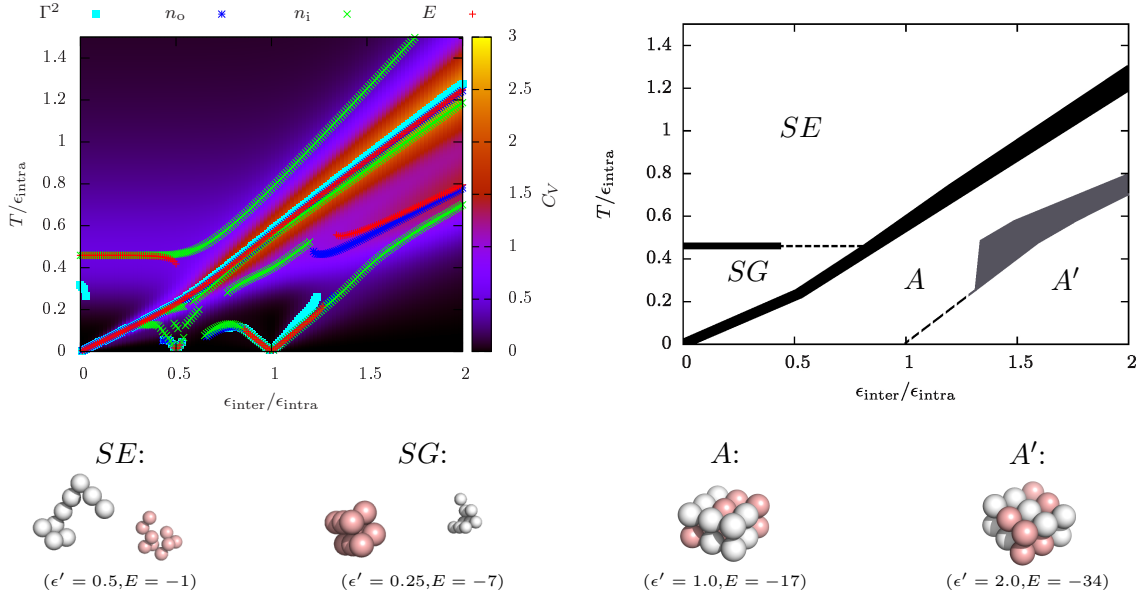 Γ² nₒ nᵢ E
T/ϵ_intra
1.4
1.2
1
0.8
0.6
0.4
0.2
0
0 0.5 1 1.5 2
ϵ_inter/ϵ_intra
3
2.5
2
1.5
1
0.5
0
C_V
T/ϵ_intra
1.4
1.2
1
0.8
0.6
0.4
0.2
0
0 0.5 1 1.5 2
ϵ_inter/ϵ_intra
SE
SG
A
A′
SE: SG: A: A′:
(ϵ′ = 0.5,E = −1) (ϵ′ = 0.25,E = −7) (ϵ′ = 1.0,E = −17) (ϵ′ = 2.0,E = −34)